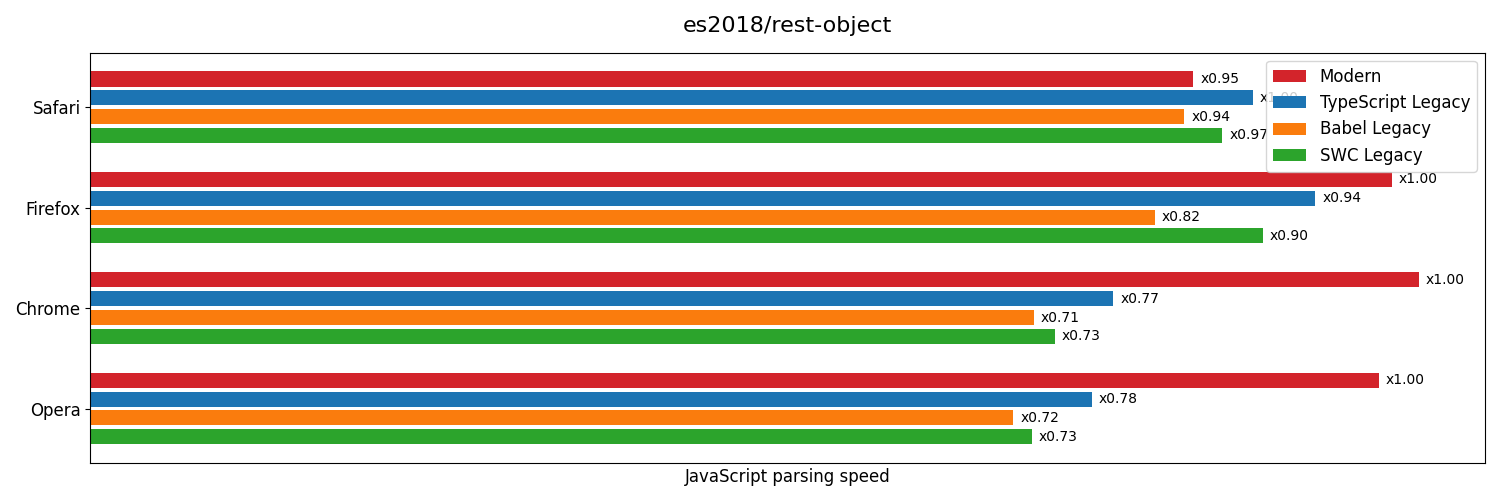 es2018/rest-object
Safari
x0.95
x1.00
x0.94
x0.97
Modern
TypeScript Legacy
Babel Legacy
SWC Legacy
Firefox
x1.00
x0.94
x0.82
x0.90
Chrome
x1.00
x0.77
x0.71
x0.73
Opera
x1.00
x0.78
x0.72
x0.73
JavaScript parsing speed